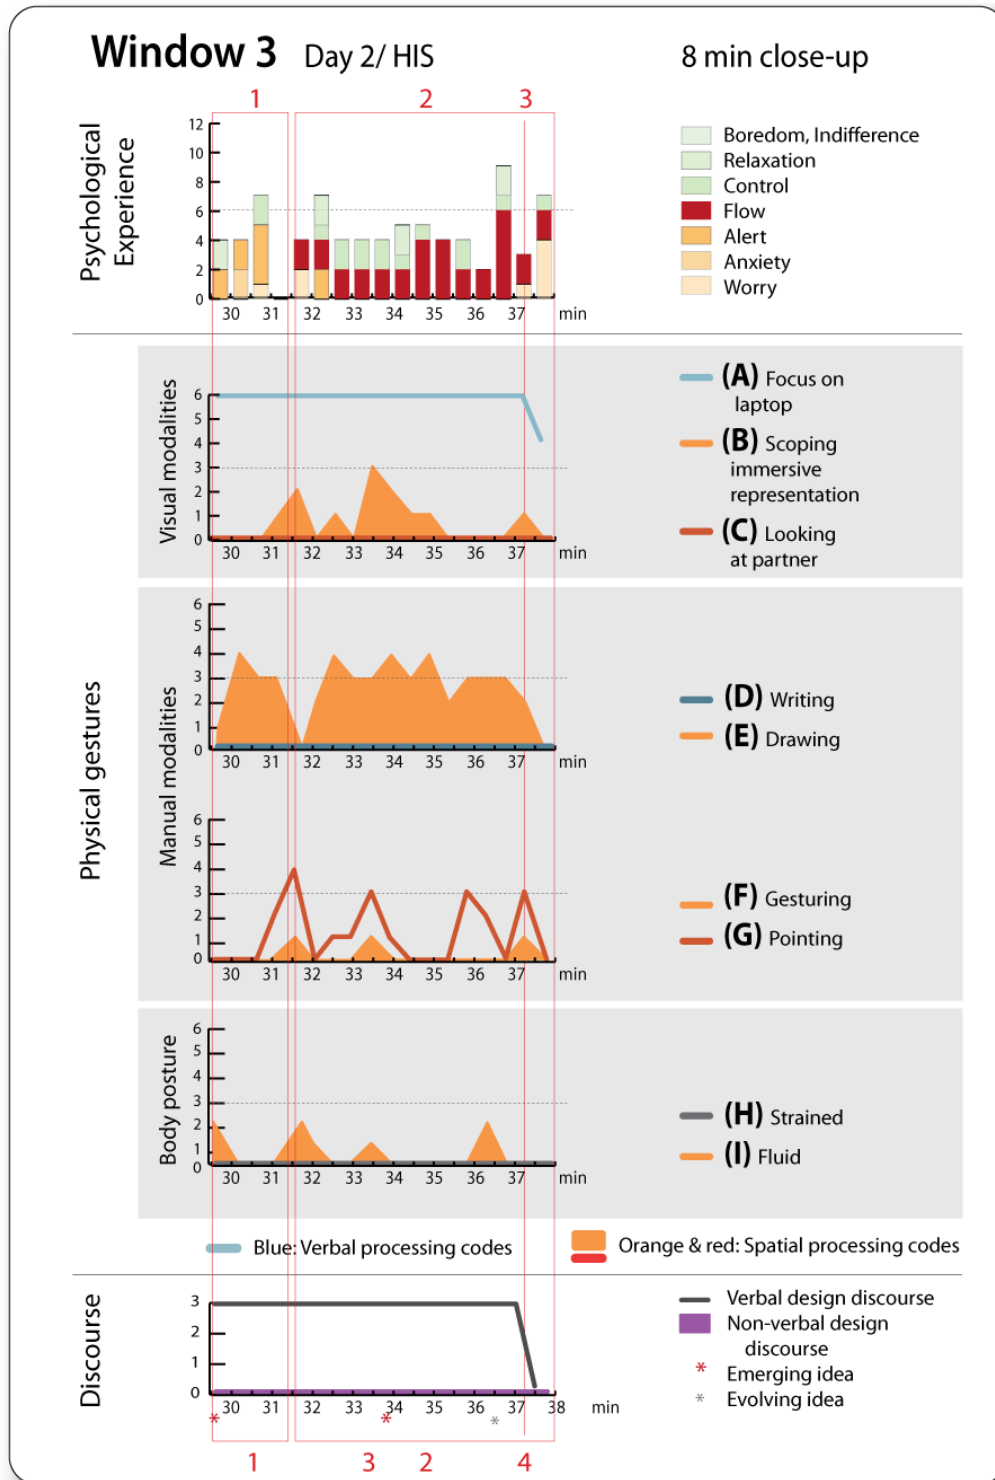 Window 3 Day 2/ HIS 8 min close-up
1 2 3
Psychological
Experience
12
10
8
6
4
2
0
30 31 32 33 34 35 36 37 min
Boredom, Indifference
Relaxation
Control
Flow
Alert
Anxiety
Worry
Physical gestures
Visual modalities
6
5
4
3
2
1
0
30 31 32 33 34 35 36 37 min
(A) Focus on
laptop
(B) Scoping
immersive
representation
(C) Looking
at partner
Manual modalities
6
5
4
3
2
1
0
30 31 32 33 34 35 36 37 min
(D) Writing
(E) Drawing
6
5
4
3
2
1
0
30 31 32 33 34 35 36 37 min
(F) Gesturing
(G) Pointing
Body posture
6
5
4
3
2
1
0
30 31 32 33 34 35 36 37 min
(H) Strained
(I) Fluid
Blue: Verbal processing codes
Orange & red: Spatial processing codes
Discourse
3
2
1
0
30 31 32 33 34 35 36 37 38 min
* * *
Verbal design discourse
Non-verbal design
discourse
* Emerging idea
* Evolving idea
1 3 2 4